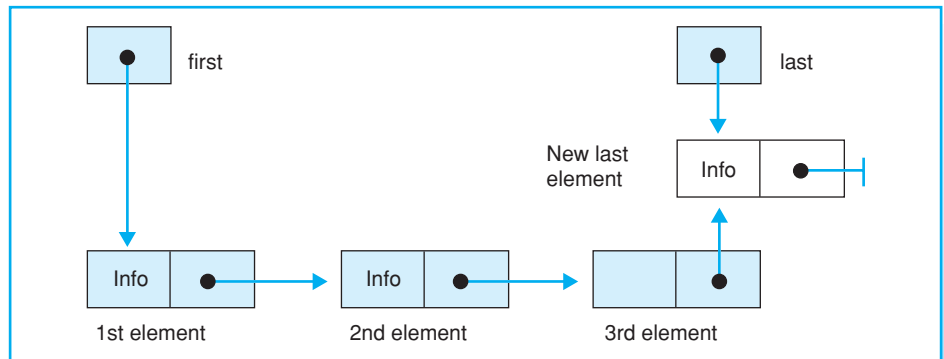 first
last
New last
element
Info
Info
Info
1st element
2nd element
3rd element